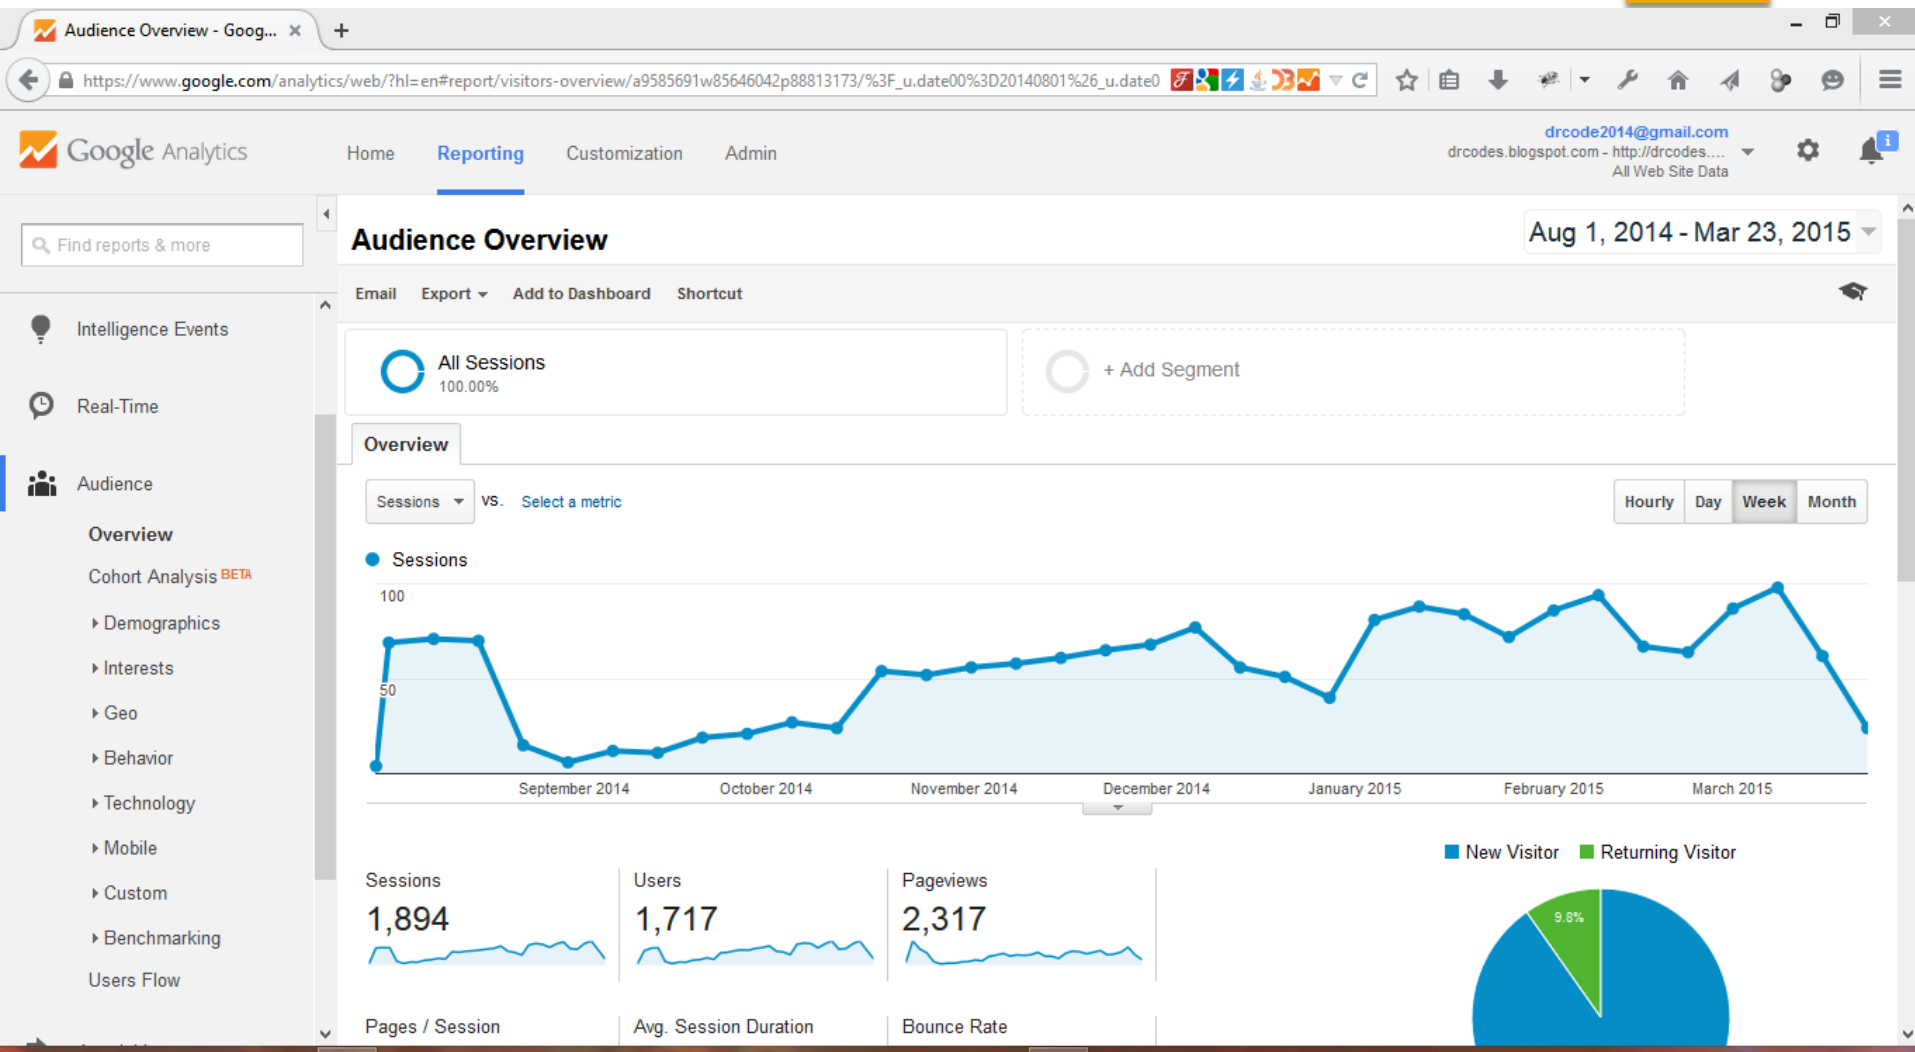 Audience Overview - Goog...
https://www.google.com/analytics/web/?hl=en#report/visitors-overview/a9585691w85646042p88813173/%3F_u.date00%3D20140801%26_u.date0
Google Analytics
Home Reporting Customization Admin
drcode2014@gmail.com
drcodes.blogspot.com - http://drcodes....
All Web Site Data
Find reports & more
Intelligence Events
Real-Time
Audience
Overview
Cohort Analysis BETA
Demographics
Interests
Geo
Behavior
Technology
Mobile
Custom
Benchmarking
Users Flow
Audience Overview
Aug 1, 2014 - Mar 23, 2015
Email Export Add to Dashboard Shortcut
All Sessions
100.00%
+ Add Segment
Overview
Sessions VS. Select a metric
Hourly Day Week Month
Sessions
100
50
September 2014 October 2014 November 2014 December 2014 January 2015 February 2015 March 2015
New Visitor Returning Visitor
9.8%
Sessions
1,894
Users
1,717
Pageviews
2,317
Pages / Session
Avg. Session Duration
Bounce Rate